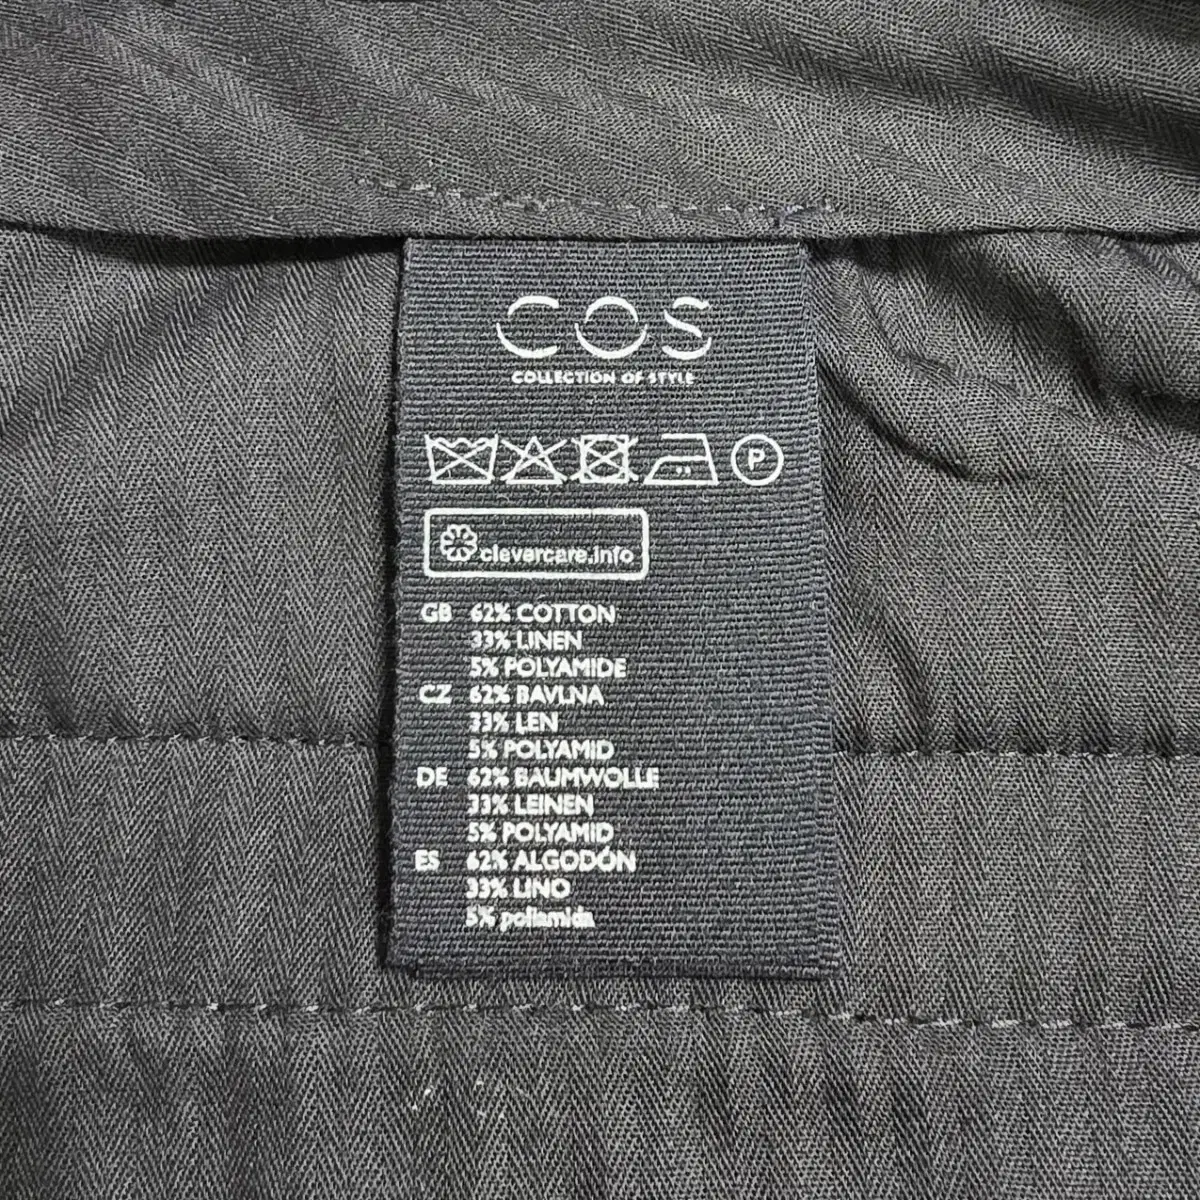 COS
COLLECTION OF STYLE
P
clevercare.info
GB 62% COTTON
33% LINEN
5% POLYAMIDE
CZ 62% BAVLNA
33% LEN
5% POLYAMID
DE 62% BAUMWOLLE
33% LEINEN
5% POLYAMID
ES 62% ALGODÓN
33% LINO
5% poliamida